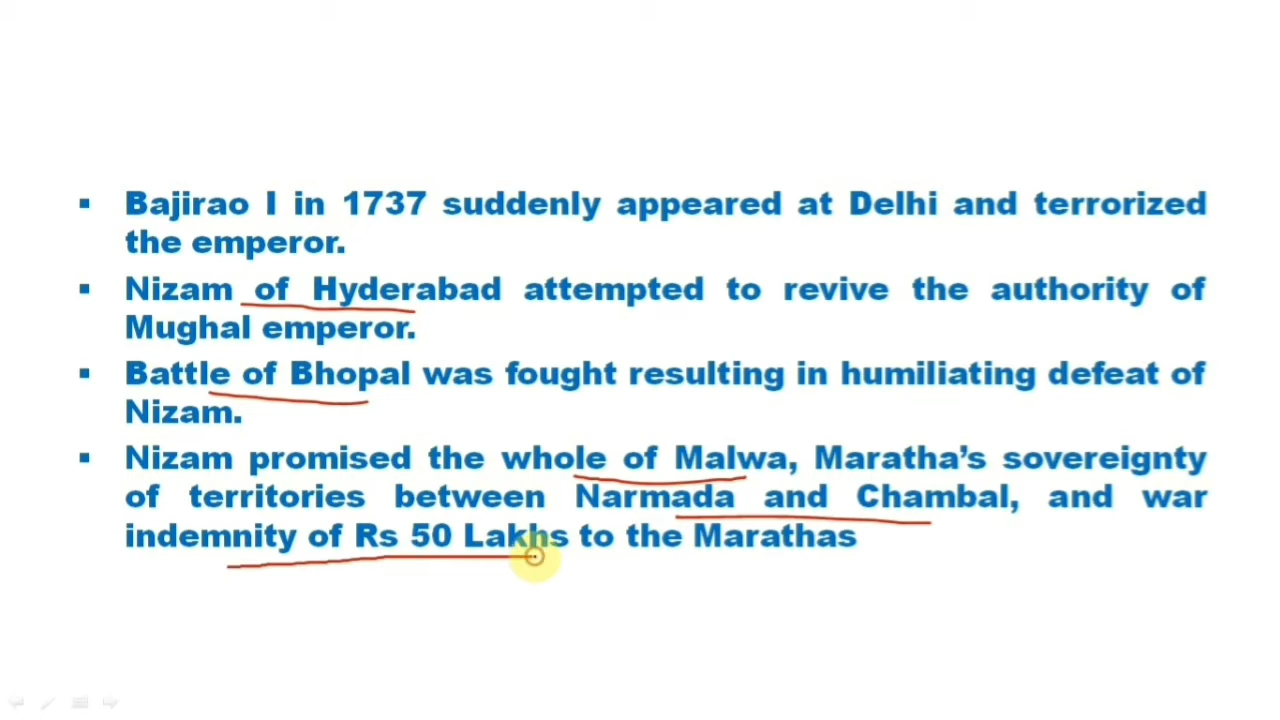 ▪ Bajirao I in 1737 suddenly appeared at Delhi and terrorized
the emperor.
▪ Nizam of Hyderabad attempted to revive the authority of
Mughal emperor.
▪ Battle of Bhopal was fought resulting in humiliating defeat of
Nizam.
▪ Nizam promised the whole of Malwa, Maratha’s sovereignty
of territories between Narmada and Chambal, and war
indemnity of Rs 50 Lakhs to the Marathas